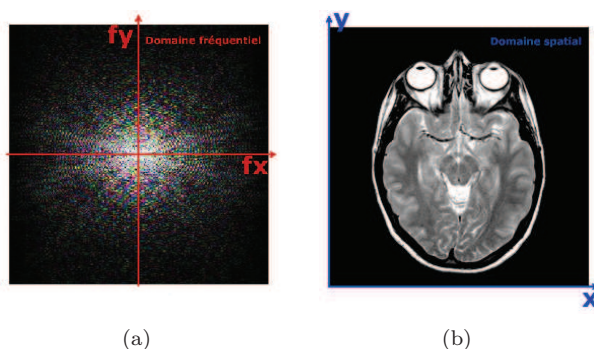 fy
Domaine fréquentiel
fx
y
Domaine spatial
x
(a)
(b)